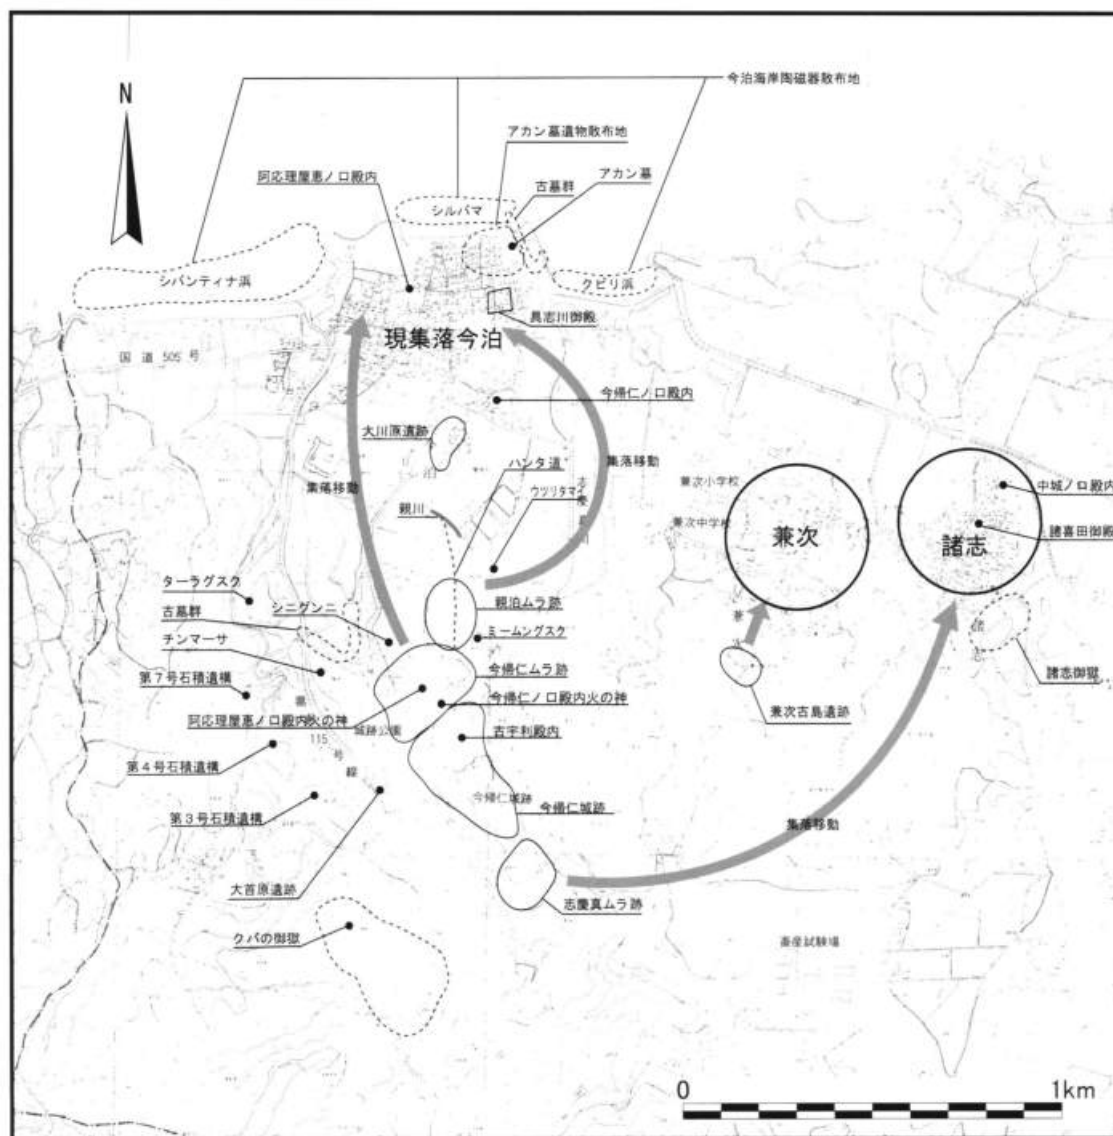 今泊海岸陶磁器散布地
N
アカン墓遺物散布地
阿応理屋恵ノロ殿内
古墓群
アカン墓
シルバマ
シバンティナ浜
クビリ浜
具志川御殿
現集落今泊
国道505号
今帰仁ノロ殿内
大川原遺跡
ハンタ道
集落移動
集落移動
ウツリタマイ
親川
兼次小学校
兼次中学校
兼次
中城ノロ殿内
諸喜田御殿
諸志
ターラグスク
古墓群
シニグンニ
親泊ムラ跡
ミームングスク
チンマーサ
今帰仁ムラ跡
第7号石積遺構
今帰仁ノロ殿内火の神
阿応理屋恵ノロ殿内火の神
諸志御嶽
兼次古島遺跡
古宇利殿内
城跡公園
115号線
第4号石積遺構
今帰仁城跡
今帰仁城跡
第3号石積遺構
集落移動
大首原遺跡
志慶真ムラ跡
クバの御嶽
畜産試験場
0
1km